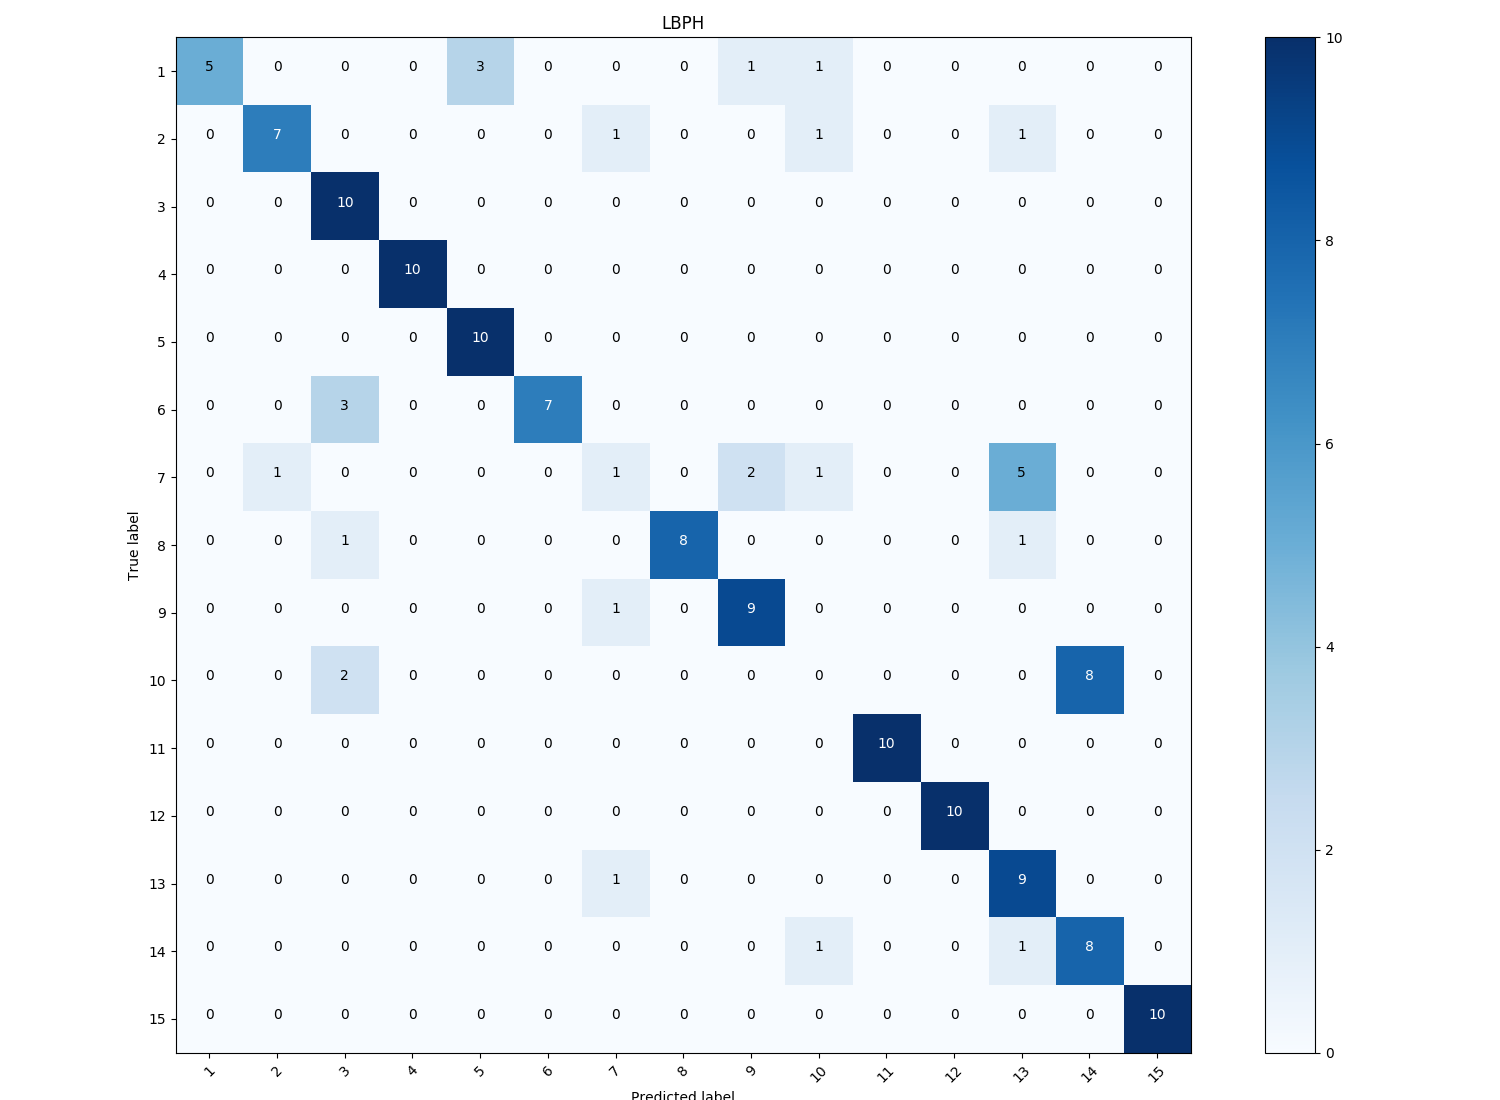 LBPH
1 5 0 0 0 3 0 0 0 1 1 0 0 0 0 0
2 0 7 0 0 0 0 1 0 0 1 0 0 1 0 0
3 0 0 10 0 0 0 0 0 0 0 0 0 0 0 0
4 0 0 0 10 0 0 0 0 0 0 0 0 0 0 0
5 0 0 0 0 10 0 0 0 0 0 0 0 0 0 0
6 0 0 3 0 0 7 0 0 0 0 0 0 0 0 0
7 0 1 0 0 0 0 1 0 2 1 0 0 5 0 0
8 0 0 1 0 0 0 0 8 0 0 0 0 1 0 0
9 0 0 0 0 0 0 1 0 9 0 0 0 0 0 0
10 0 0 2 0 0 0 0 0 0 0 0 0 0 8 0
11 0 0 0 0 0 0 0 0 0 0 10 0 0 0 0
12 0 0 0 0 0 0 0 0 0 0 0 10 0 0 0
13 0 0 0 0 0 0 1 0 0 0 0 0 9 0 0
14 0 0 0 0 0 0 0 0 0 1 0 0 1 8 0
15 0 0 0 0 0 0 0 0 0 0 0 0 0 0 10
1 2 3 4 5 6 7 8 9 10 11 12 13 14 15
True label
Predicted label
10
8
6
4
2
0